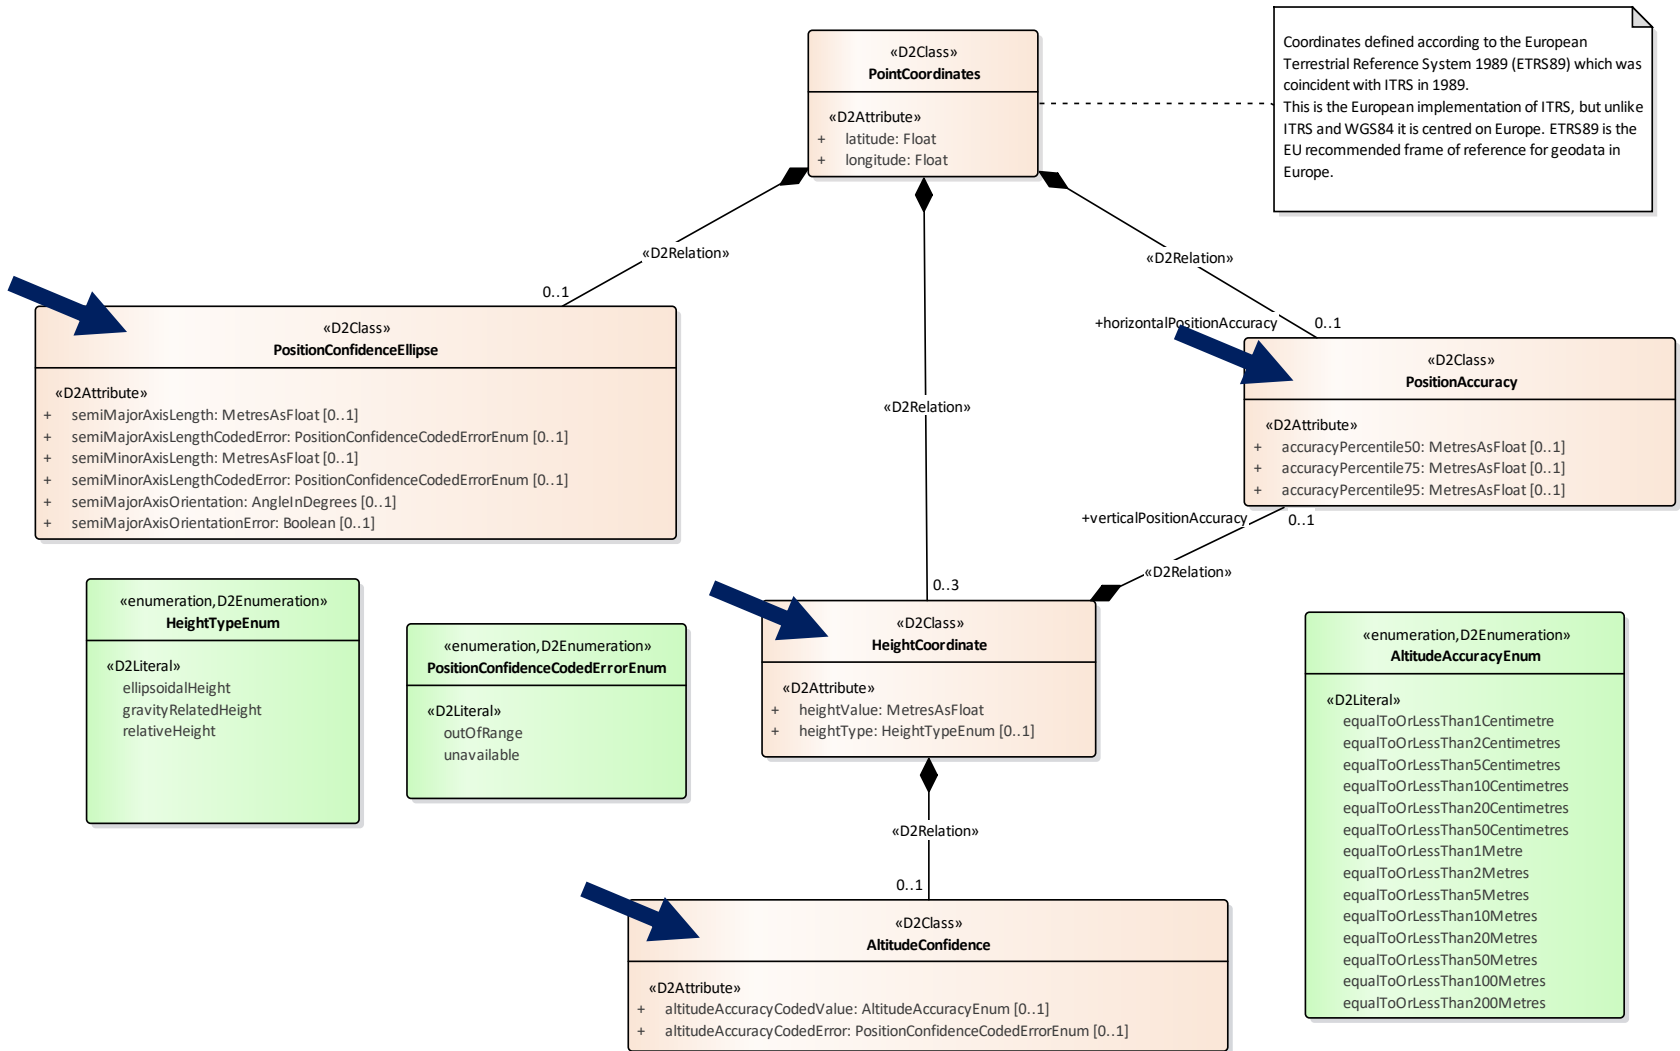 «D2Class»
PointCoordinates
«D2Attribute»
+ latitude: Float
+ longitude: Float
Coordinates defined according to the European
Terrestrial Reference System 1989 (ETRS89) which was
coincident with ITRS in 1989.
This is the European implementation of ITRS, but unlike
ITRS and WGS84 it is centred on Europe. ETRS89 is the
EU recommended frame of reference for geodata in
Europe.
«D2Relation»
0..1
«D2Relation»
0..3
«D2Relation»
+horizontalPositionAccuracy
0..1
«D2Class»
PositionConfidenceEllipse
«D2Attribute»
+ semiMajorAxisLength: MetresAsFloat [0..1]
+ semiMajorAxisLengthCodedError: PositionConfidenceCodedErrorEnum [0..1]
+ semiMinorAxisLength: MetresAsFloat [0..1]
+ semiMinorAxisLengthCodedError: PositionConfidenceCodedErrorEnum [0..1]
+ semiMajorAxisOrientation: AngleInDegrees [0..1]
+ semiMajorAxisOrientationError: Boolean [0..1]
«D2Class»
PositionAccuracy
«D2Attribute»
+ accuracyPercentile50: MetresAsFloat [0..1]
+ accuracyPercentile75: MetresAsFloat [0..1]
+ accuracyPercentile95: MetresAsFloat [0..1]
+verticalPositionAccuracy
0..1
«D2Relation»
«enumeration,D2Enumeration»
HeightTypeEnum
«D2Literal»
ellipsoidalHeight
gravityRelatedHeight
relativeHeight
«enumeration,D2Enumeration»
PositionConfidenceCodedErrorEnum
«D2Literal»
outOfRange
unavailable
«D2Class»
HeightCoordinate
«D2Attribute»
+ heightValue: MetresAsFloat
+ heightType: HeightTypeEnum [0..1]
«D2Relation»
0..1
«enumeration,D2Enumeration»
AltitudeAccuracyEnum
«D2Literal»
equalToOrLessThan1Centimetre
equalToOrLessThan2Centimetres
equalToOrLessThan5Centimetres
equalToOrLessThan10Centimetres
equalToOrLessThan20Centimetres
equalToOrLessThan50Centimetres
equalToOrLessThan1Metre
equalToOrLessThan2Metres
equalToOrLessThan5Metres
equalToOrLessThan10Metres
equalToOrLessThan20Metres
equalToOrLessThan50Metres
equalToOrLessThan100Metres
equalToOrLessThan200Metres
«D2Class»
AltitudeConfidence
«D2Attribute»
+ altitudeAccuracyCodedValue: AltitudeAccuracyEnum [0..1]
+ altitudeAccuracyCodedError: PositionConfidenceCodedErrorEnum [0..1]